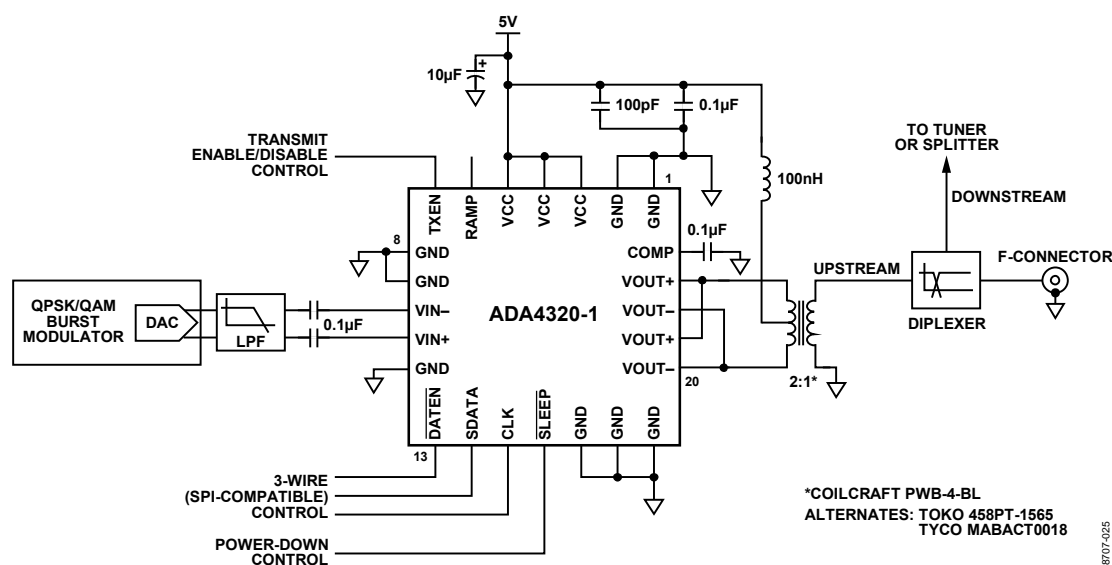 5V
10µF
+
100pF
0.1µF
TRANSMIT
ENABLE/DISABLE
CONTROL
TO TUNER
OR SPLITTER
100nH
DOWNSTREAM
1
TXEN
RAMP
VCC
VCC
VCC
GND
GND
8
GND
GND
VIN–
VIN+
GND
ADA4320-1
COMP
VOUT+
VOUT–
VOUT+
VOUT–
20
0.1µF
UPSTREAM
F-CONNECTOR
DIPLEXER
2:1*
QPSK/QAM
BURST
MODULATOR
DAC
LPF
0.1µF
DATEN
SDATA
CLK
SLEEP
GND
GND
GND
13
3-WIRE
(SPI-COMPATIBLE)
CONTROL
POWER-DOWN
CONTROL
*COILCRAFT PWB-4-BL
ALTERNATES: TOKO 458PT-1565
TYCO MABACT0018
8707-025